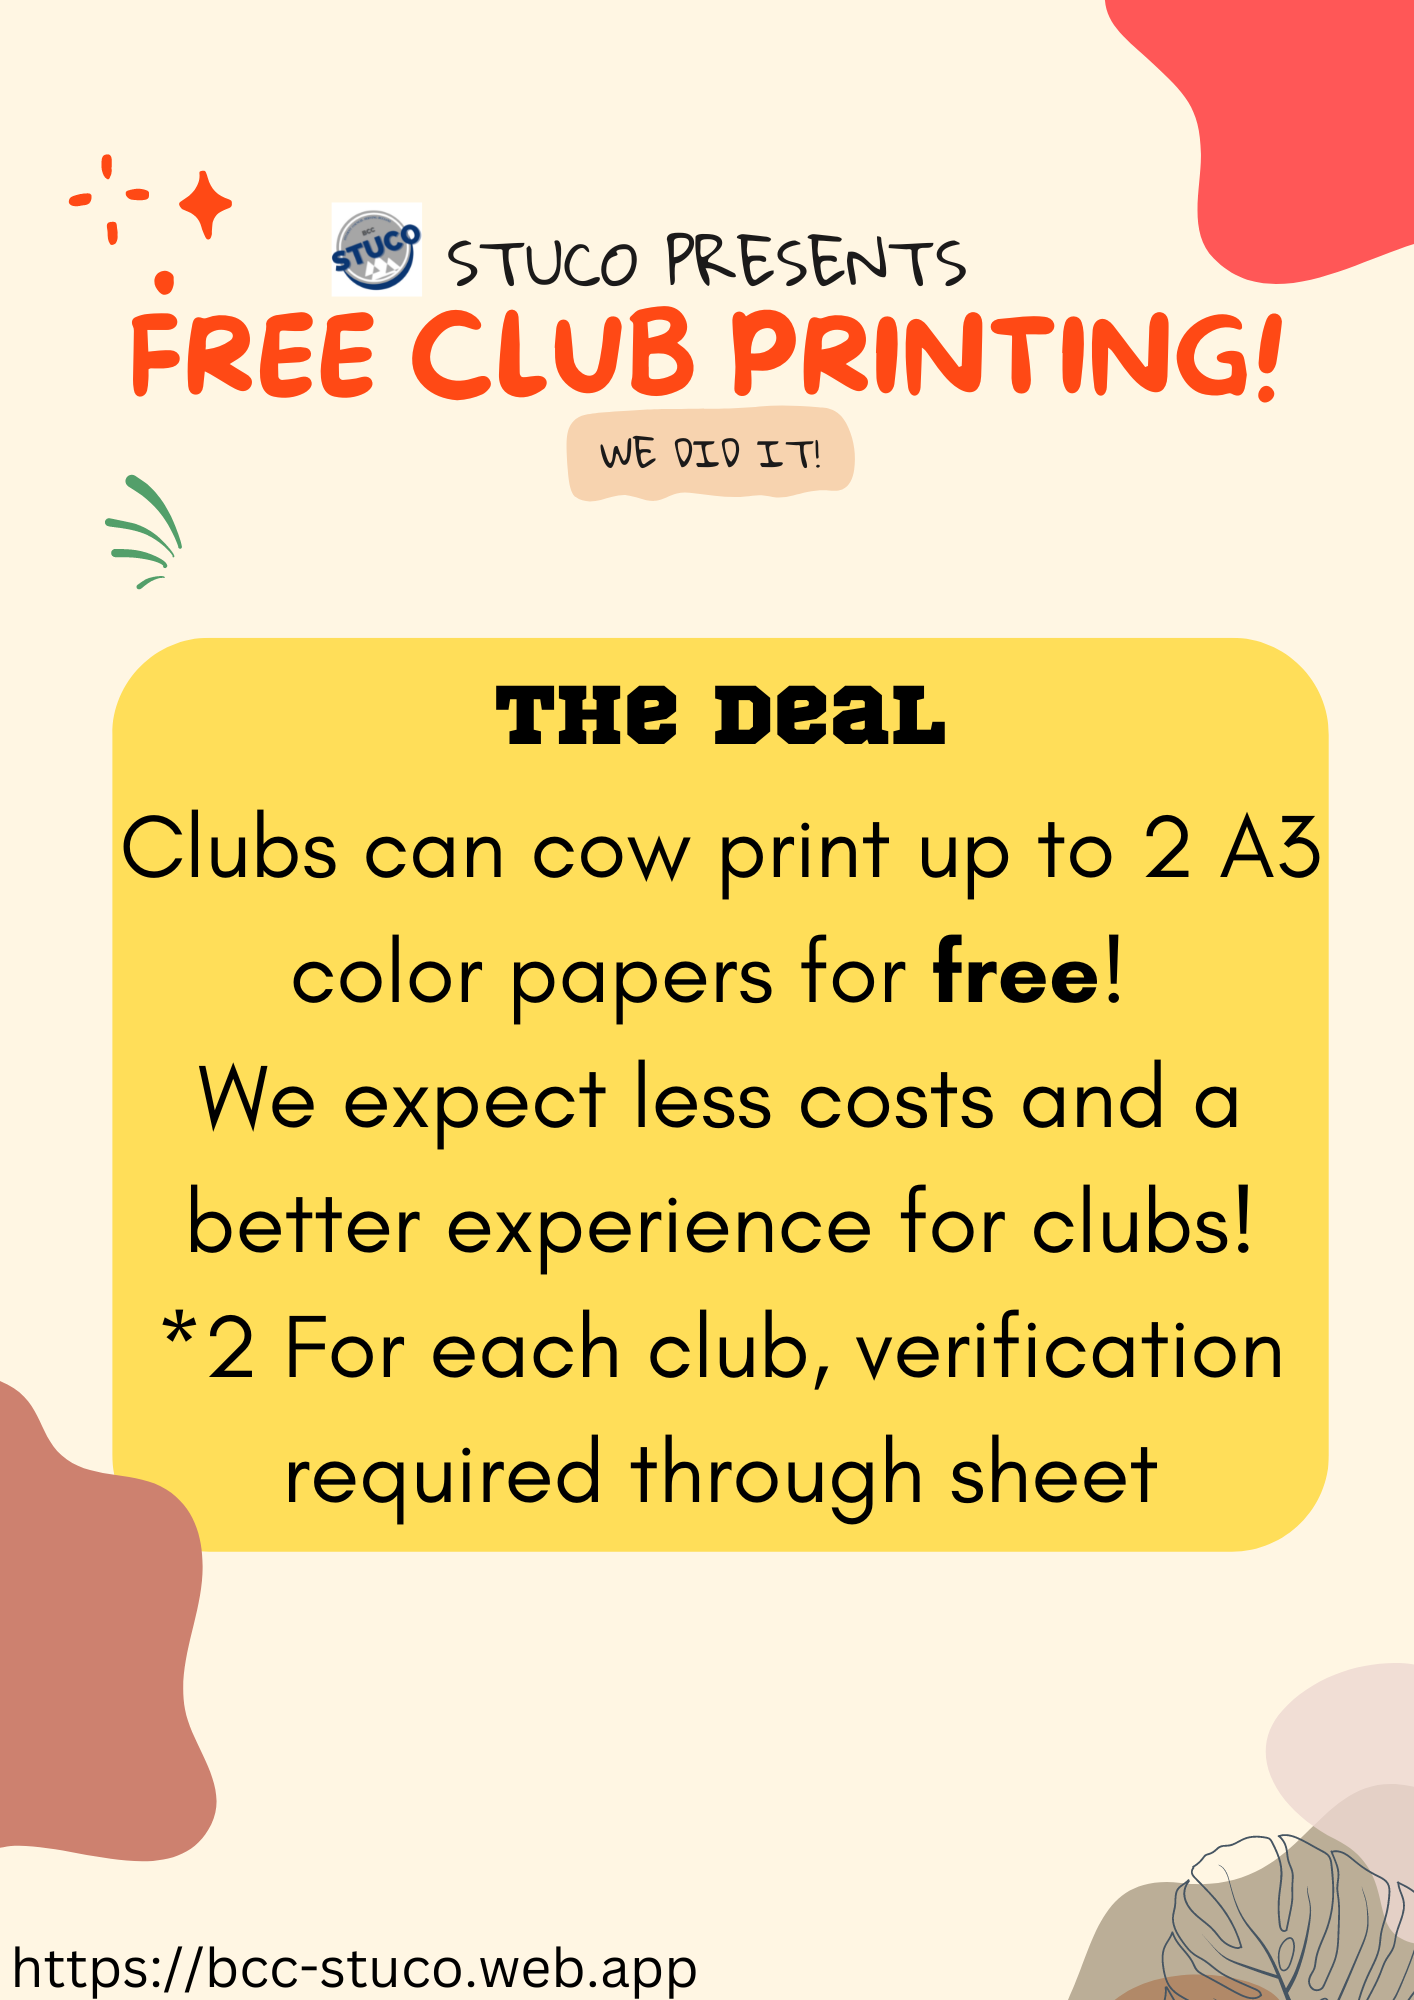 BCC
STUCO
STUCO PRESENTS
FREE CLUB PRINTING!
WE DID IT!
THE DEAL
Clubs can cow print up to 2 A3
color papers for free!
We expect less costs and a
better experience for clubs!
*2 For each club, verification
required through sheet
https://bcc-stuco.web.app